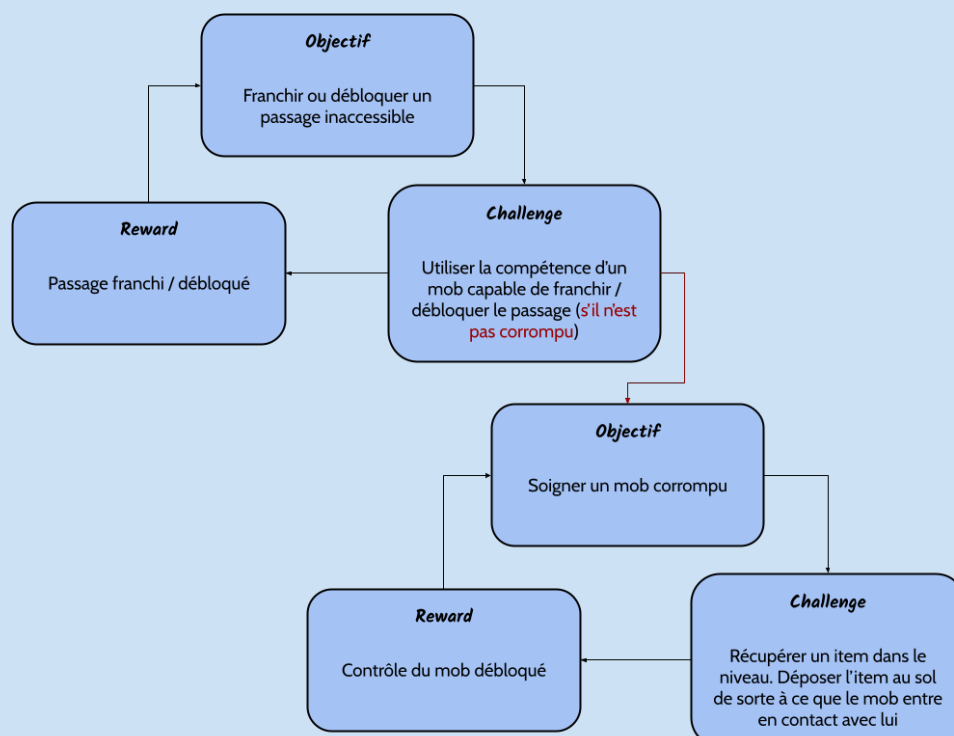 Objectif
Franchir ou débloquer un
passage inaccessible
Reward
Passage franchi / débloqué
Challenge
Utiliser la compétence d'un
mob capable de franchir /
débloquer le passage (s'il n'est
pas corrompu)
Objectif
Soigner un mob corrompu
Reward
Contrôle du mob débloqué
Challenge
Récupérer un item dans le
niveau. Déposer l'item au sol
de sorte à ce que le mob entre
en contact avec lui